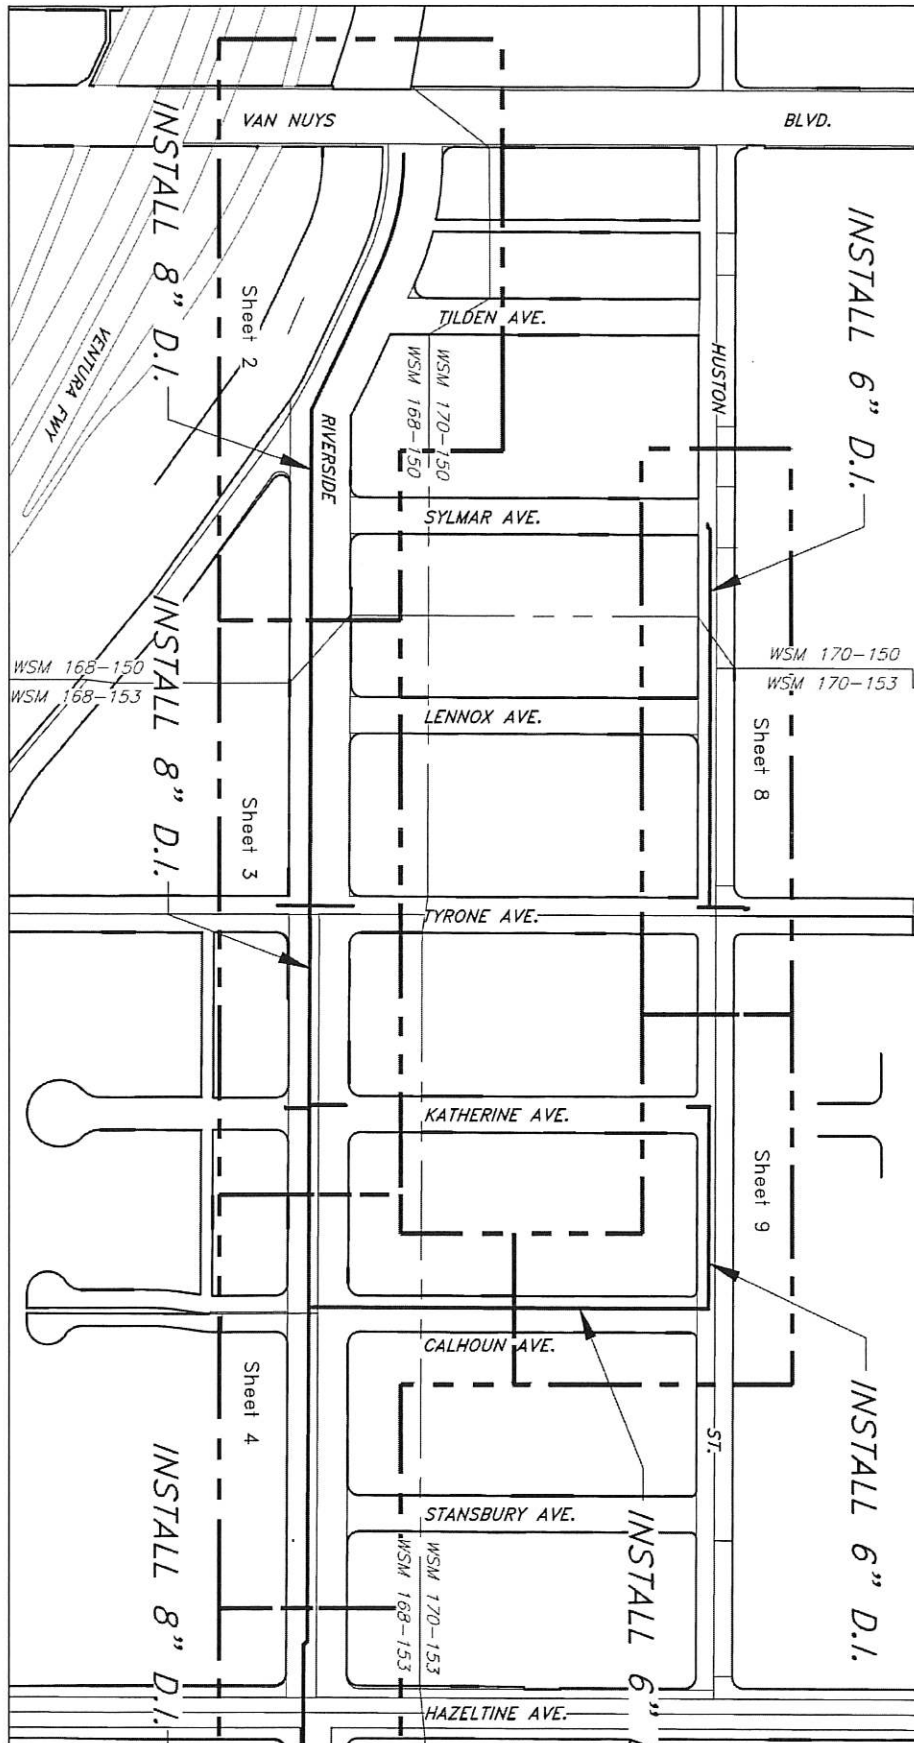 VAN NUYS
BLVD.
INSTALL 8" D.I.
INSTALL 6" D.I.
Sheet 2
VENTURA FWY
TILDEN AVE.
HUSTON
WSM 170-150
WSM 168-150
RIVERSIDE
SYLMAR AVE.
INSTALL 8" D.I.
WSM 168-150
WSM 168-153
WSM 170-150
WSM 170-153
LENNOX AVE.
Sheet 8
Sheet 3
TYRONE AVE.
KATHERINE AVE.
Sheet 9
CALHOUN AVE.
Sheet 4
INSTALL 6" D.I.
ST.
INSTALL 8" D.I.
STANSBURY AVE.
INSTALL 6"
WSM 170-153
WSM 168-153
HAZELTINE AVE.